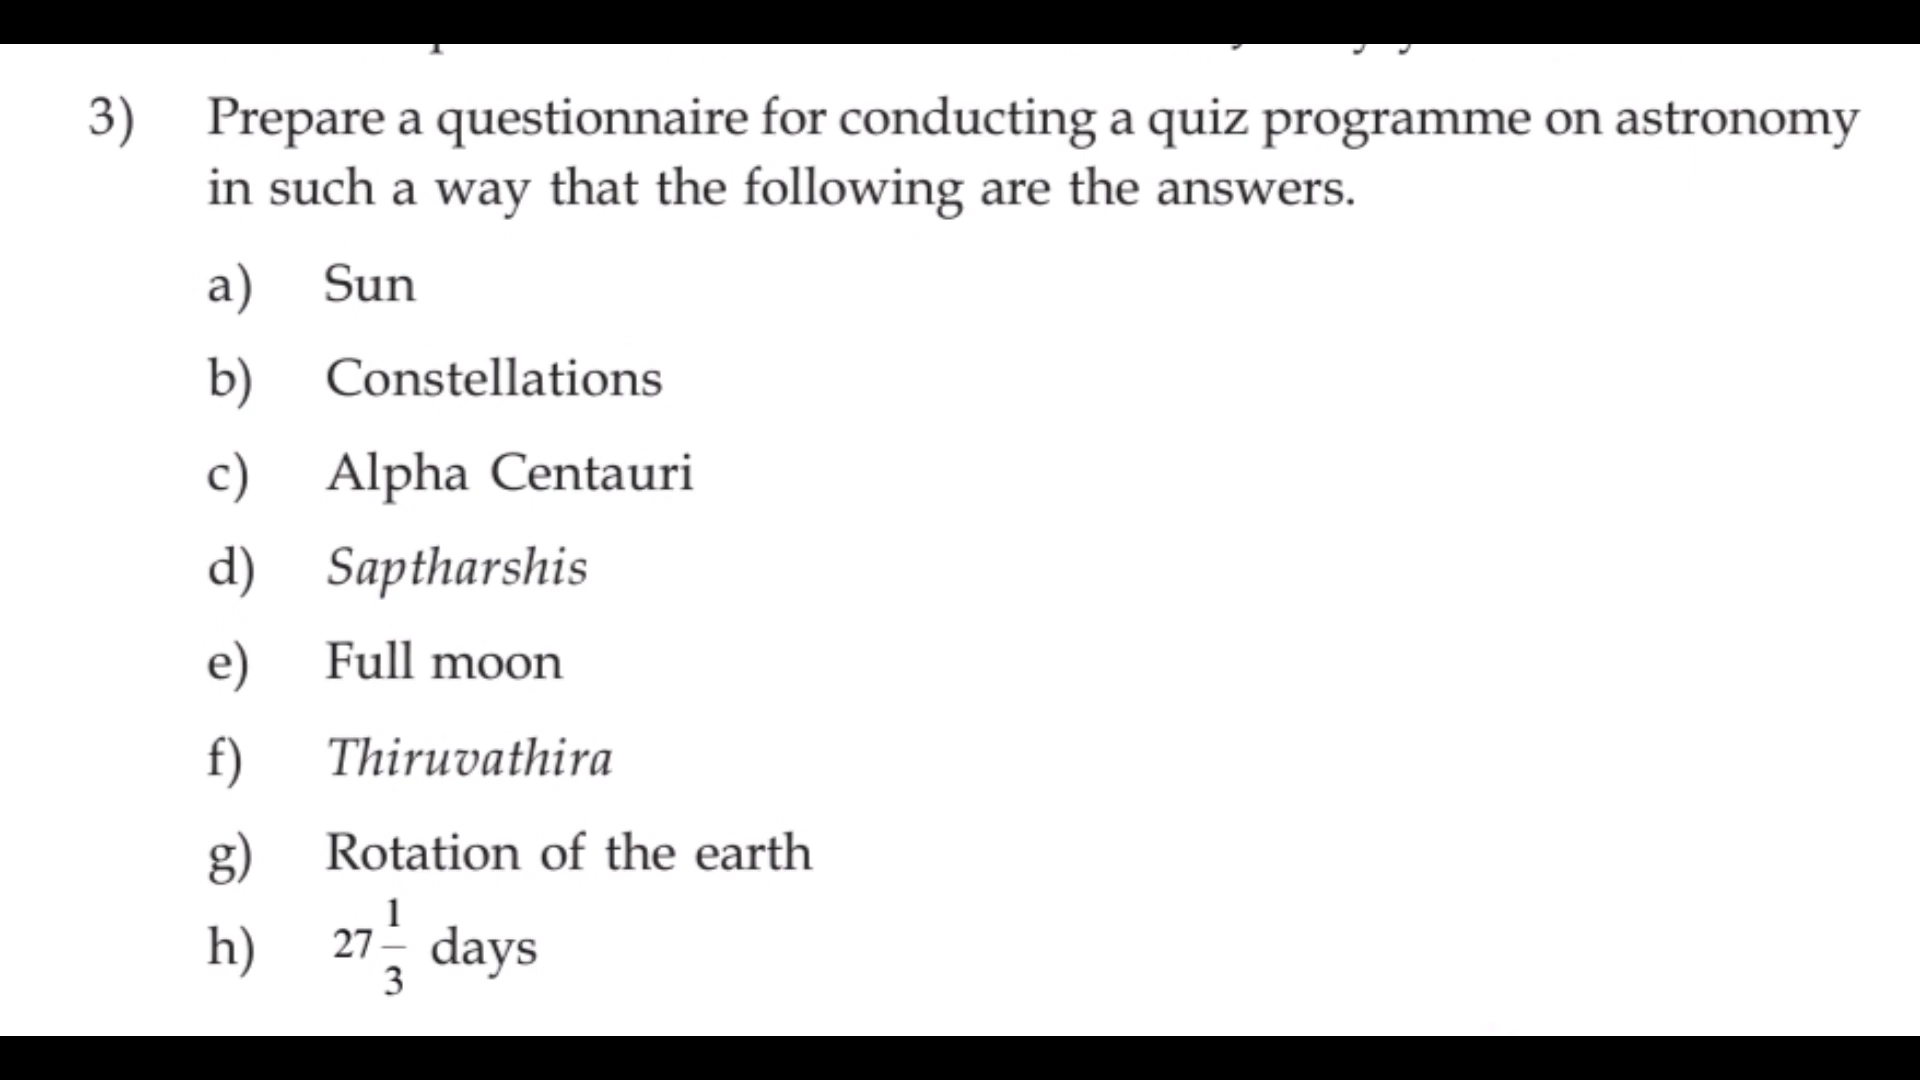 3) Prepare a questionnaire for conducting a quiz programme on astronomy
in such a way that the following are the answers.
a) Sun
b) Constellations
c) Alpha Centauri
d) Saptharshis
e) Full moon
f) Thiruvathira
g) Rotation of the earth
h) 27 1/3 days